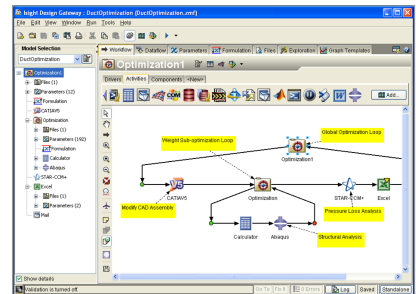 Isight Design Gateway: DuctOptimization (DuctOptimization.zmf)
File Edit View Window Run Tools Help
Model Selection
Workflow Dataflow Parameters Formulation Files Exploration Graph Templates
DuctOptimization
Optimization1
Drivers Activities Components <New>
Add...
Optimization1
Files (1)
Parameters (12)
Formulation
CATIAV5
Optimization
Files (1)
Parameters (192)
Formulation
Calculator
Abaqus
STAR-CCM+
Excel
Files (1)
Parameters (2)
Mail
Global Optimization Loop
Weight Sub-optimization Loop
Optimization1
CATIAV5
Optimization
STAR-CCM+
Excel
Modify CAD Assembly
Pressure Loss Analysis
Calculator
Abaqus
Structural Analysis
Show details
Validation is turned off.
Go To
Fix It
0 Errors
Log
Saved
Standalone